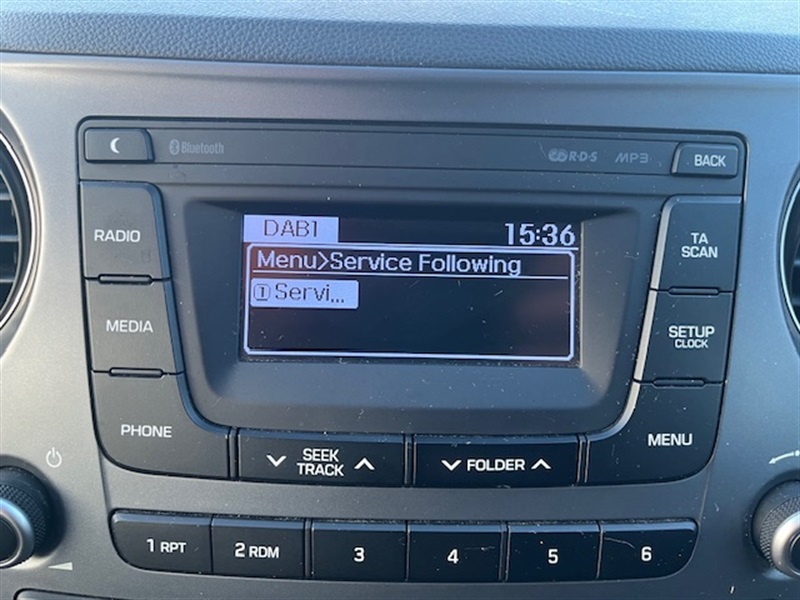 Bluetooth
RDS MP3
BACK
RADIO
DAB1 15:36
TA
SCAN
Menu>Service Following
1 Servi...
MEDIA
SETUP
CLOCK
PHONE
MENU
SEEK
TRACK
FOLDER
1 RPT
2 RDM
3
4
5
6